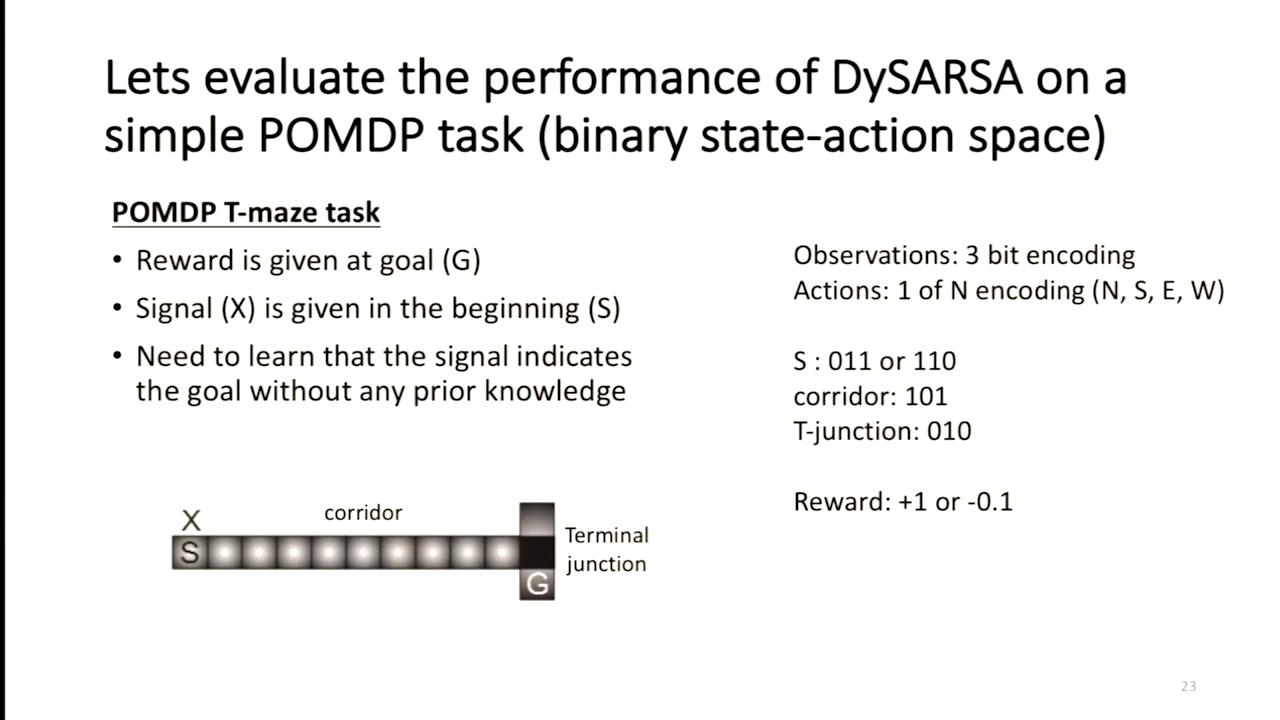 Lets evaluate the performance of DySARSA on a
simple POMDP task (binary state-action space)
POMDP T-maze task
• Reward is given at goal (G)
• Signal (X) is given in the beginning (S)
• Need to learn that the signal indicates
the goal without any prior knowledge
Observations: 3 bit encoding
Actions: 1 of N encoding (N, S, E, W)
S : 011 or 110
corridor: 101
T-junction: 010
Reward: +1 or -0.1
X
corridor
S
Terminal
junction
G
23